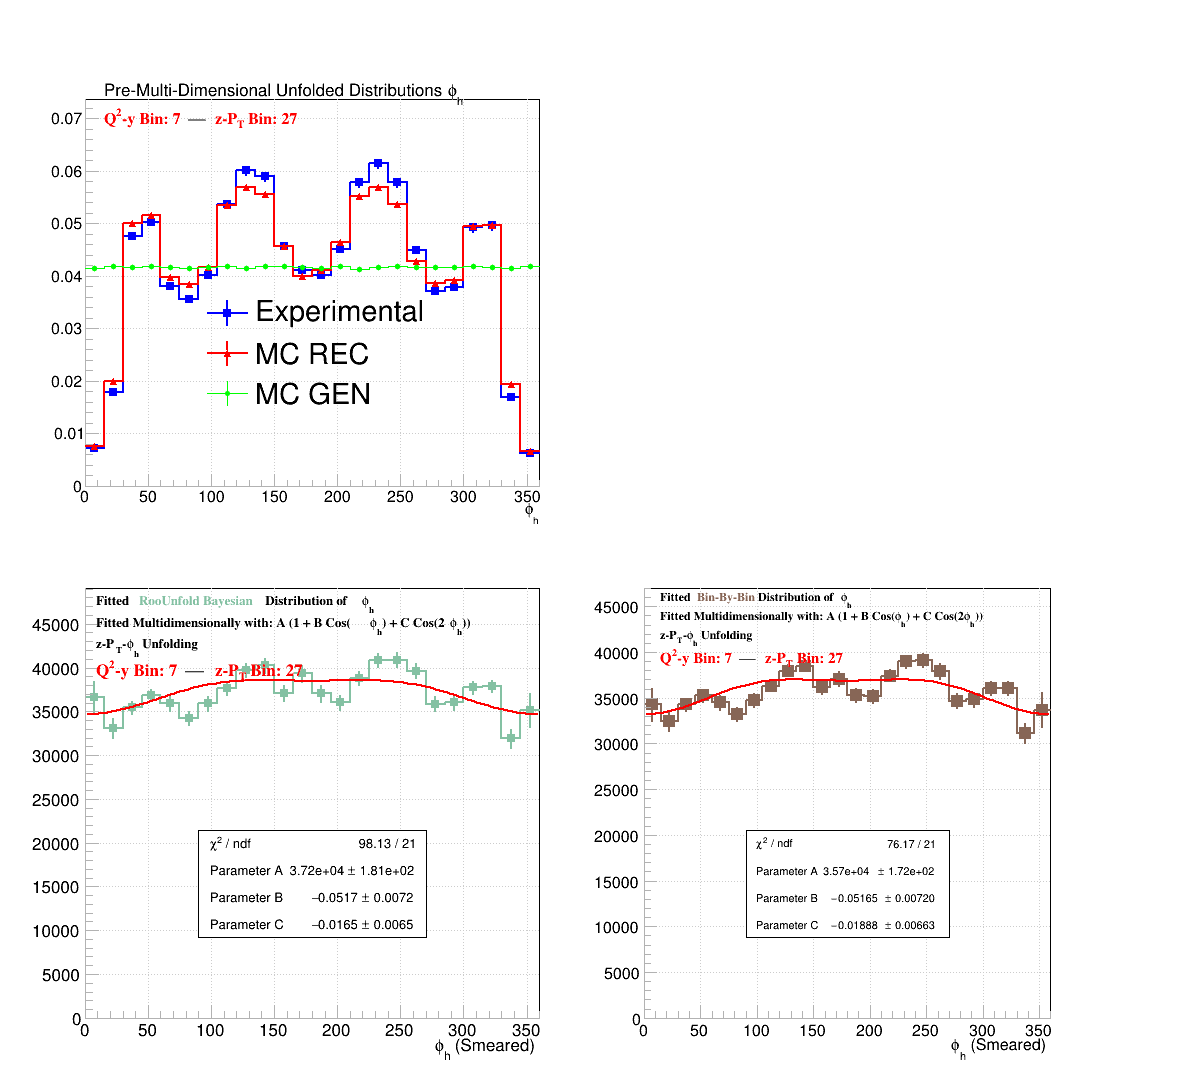 Pre-Multi-Dimensional Unfolded Distributions ϕh
Q²-y Bin: 7 — z-PT Bin: 27
0.07
0.06
0.05
0.04
0.03
0.02
0.01
0
Experimental
MC REC
MC GEN
0 50 100 150 200 250 300 350
ϕh
Fitted RooUnfold Bayesian Distribution of ϕh
Fitted Multidimensionally with: A (1 + B Cos( ϕh) + C Cos(2 ϕh))
z-PT-ϕh Unfolding
Q²-y Bin: 7 — z-PT Bin: 27
45000
40000
35000
30000
25000
20000
15000
10000
5000
0
χ² / ndf 98.13 / 21
Parameter A 3.72e+04 ± 1.81e+02
Parameter B −0.0517 ± 0.0072
Parameter C −0.0165 ± 0.0065
0 50 100 150 200 250 300 350
ϕh (Smeared)
Fitted Bin-By-Bin Distribution of ϕh
Fitted Multidimensionally with: A (1 + B Cos(ϕh) + C Cos(2ϕh))
z-PT-ϕh Unfolding
Q²-y Bin: 7 — z-PT Bin: 27
45000
40000
35000
30000
25000
20000
15000
10000
5000
0
χ² / ndf 76.17 / 21
Parameter A 3.57e+04 ± 1.72e+02
Parameter B −0.05165 ± 0.00720
Parameter C −0.01888 ± 0.00663
0 50 100 150 200 250 300 350
ϕh (Smeared)